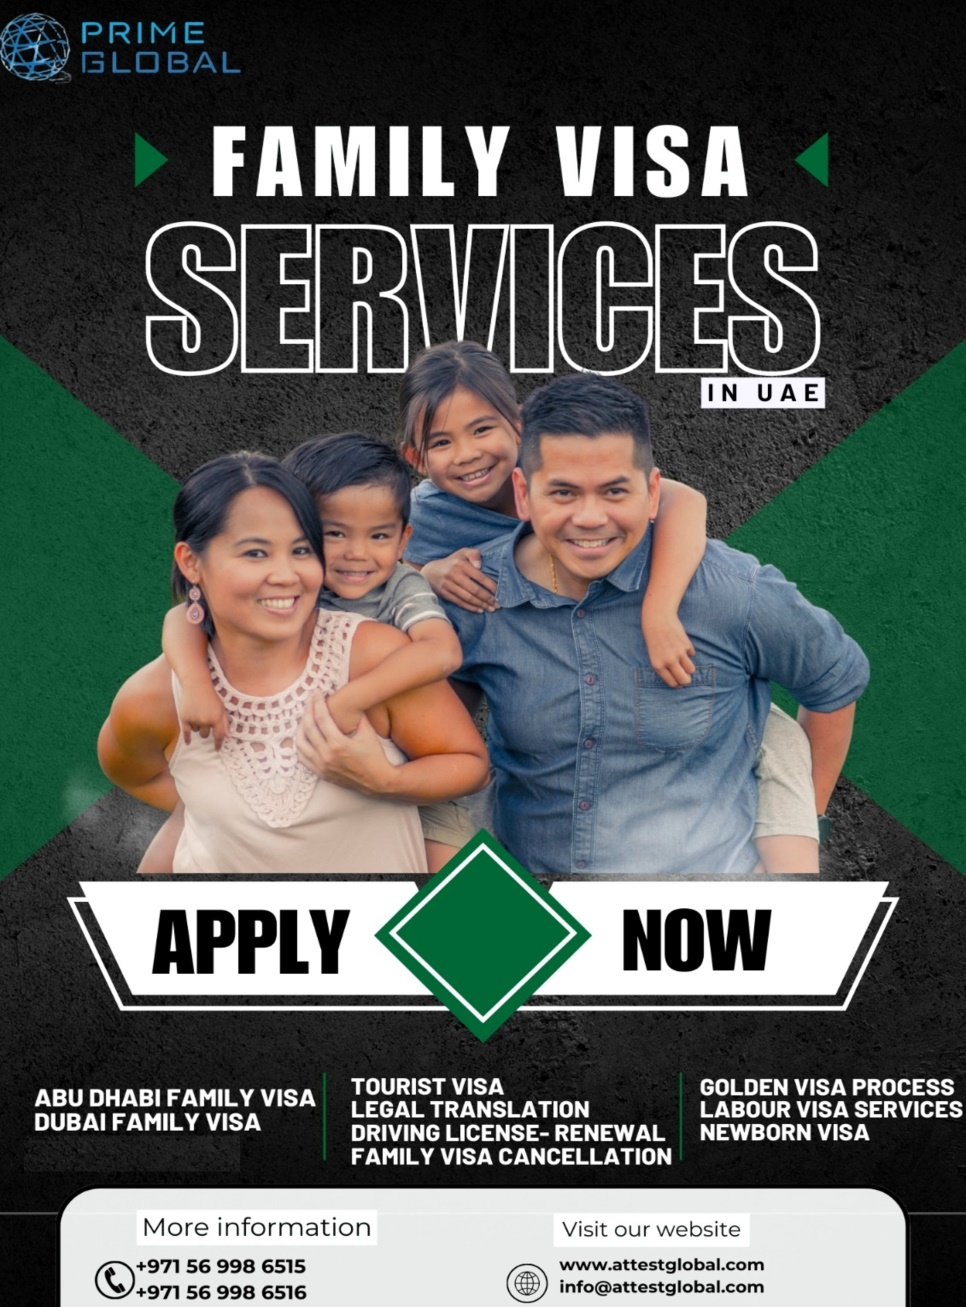 PRIME
GLOBAL
FAMILY VISA
SERVICES
IN UAE
APPLY NOW
ABU DHABI FAMILY VISA
DUBAI FAMILY VISA
TOURIST VISA
LEGAL TRANSLATION
DRIVING LICENSE- RENEWAL
FAMILY VISA CANCELLATION
GOLDEN VISA PROCESS
LABOUR VISA SERVICES
NEWBORN VISA
More information
+971 56 998 6515
+971 56 998 6516
Visit our website
www.attestglobal.com
info@attestglobal.com